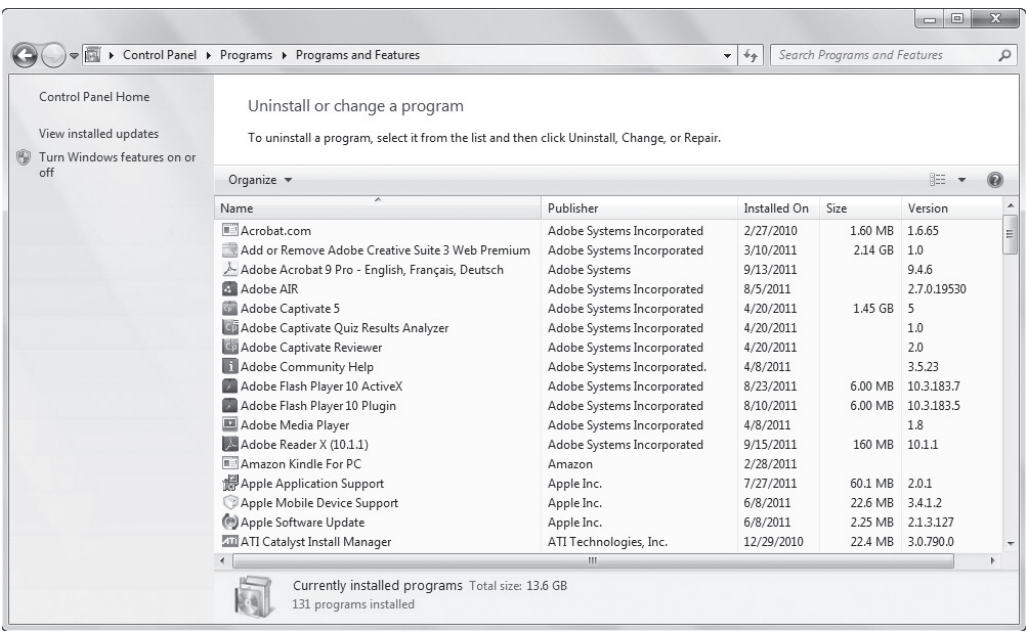 Control Panel Programs Programs and Features Search Programs and Features
Control Panel Home
View installed updates
Turn Windows features on or
off
Uninstall or change a program
To uninstall a program, select it from the list and then click Uninstall, Change, or Repair.
Organize
Name Publisher Installed On Size Version
Acrobat.com Adobe Systems Incorporated 2/27/2010 1.60 MB 1.6.65
Add or Remove Adobe Creative Suite 3 Web Premium Adobe Systems Incorporated 3/10/2011 2.14 GB 1.0
Adobe Acrobat 9 Pro - English, Français, Deutsch Adobe Systems 9/13/2011 9.4.6
Adobe AIR Adobe Systems Incorporated 8/5/2011 2.7.0.19530
Adobe Captivate 5 Adobe Systems Incorporated 4/20/2011 1.45 GB 5
Adobe Captivate Quiz Results Analyzer Adobe Systems Incorporated 4/20/2011 1.0
Adobe Captivate Reviewer Adobe Systems Incorporated 4/20/2011 2.0
Adobe Community Help Adobe Systems Incorporated. 4/8/2011 3.5.23
Adobe Flash Player 10 ActiveX Adobe Systems Incorporated 8/23/2011 6.00 MB 10.3.183.7
Adobe Flash Player 10 Plugin Adobe Systems Incorporated 8/10/2011 6.00 MB 10.3.183.5
Adobe Media Player Adobe Systems Incorporated 4/8/2011 1.8
Adobe Reader X (10.1.1) Adobe Systems Incorporated 9/15/2011 160 MB 10.1.1
Amazon Kindle For PC Amazon 2/28/2011
Apple Application Support Apple Inc. 7/27/2011 60.1 MB 2.0.1
Apple Mobile Device Support Apple Inc. 6/8/2011 22.6 MB 3.4.1.2
Apple Software Update Apple Inc. 6/8/2011 2.25 MB 2.1.3.127
ATI Catalyst Install Manager ATI Technologies, Inc. 12/29/2010 22.4 MB 3.0.790.0
Currently installed programs Total size: 13.6 GB
131 programs installed